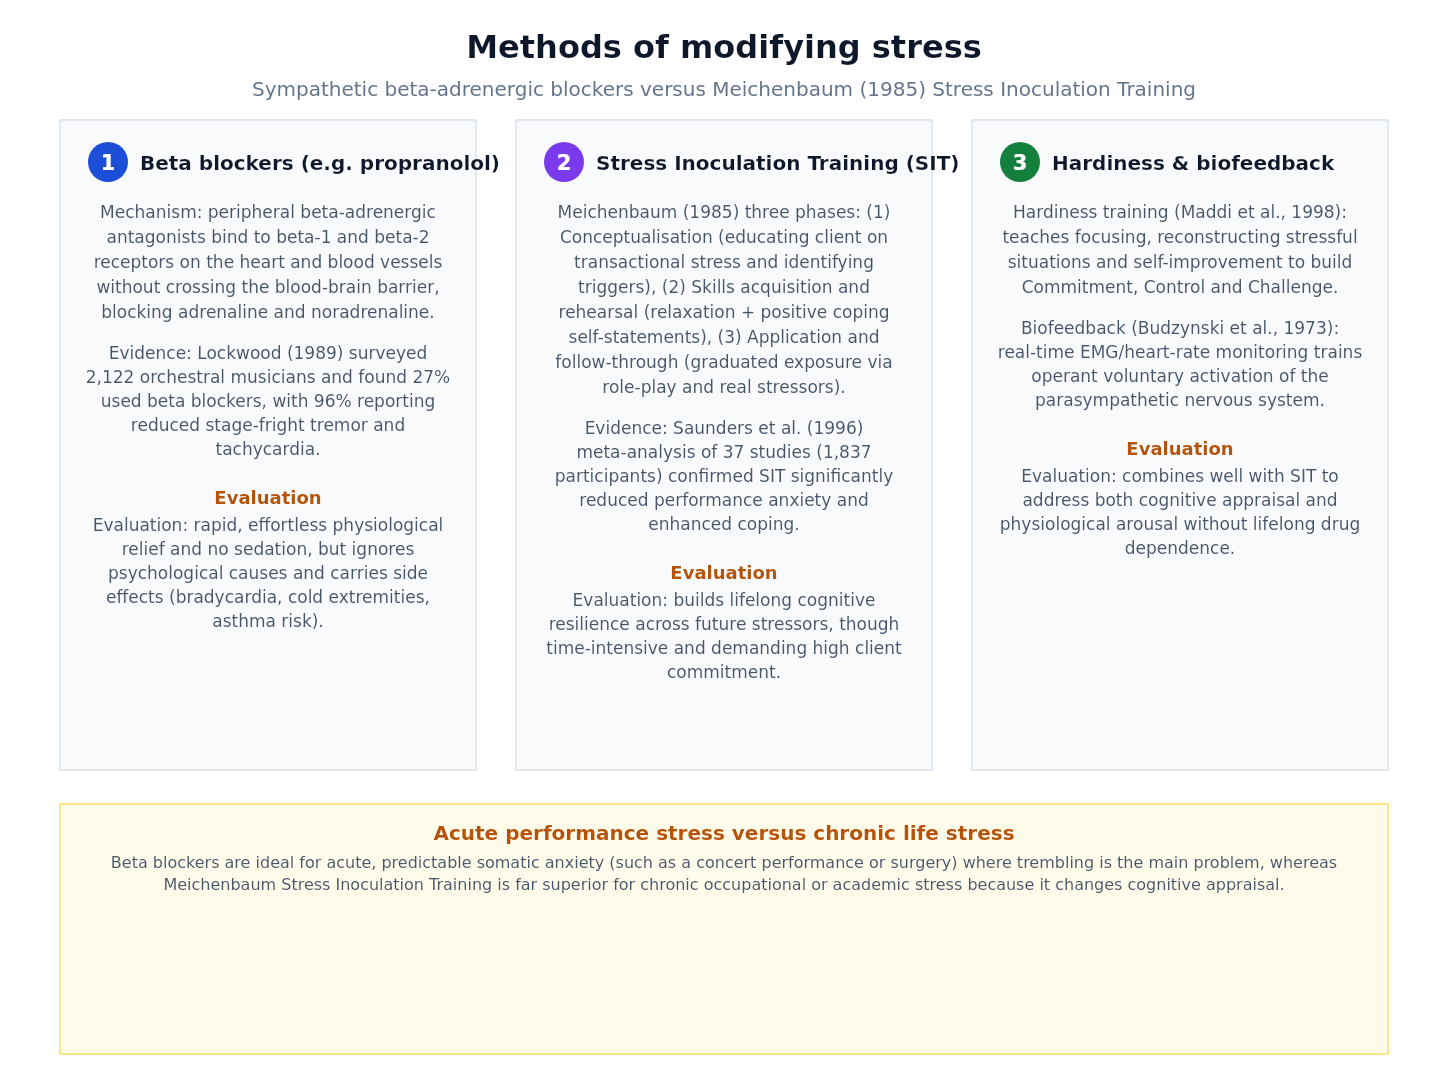 Methods of modifying stress
Sympathetic beta-adrenergic blockers versus Meichenbaum (1985) Stress Inoculation Training
1 Beta blockers (e.g. propranolol)
Mechanism: peripheral beta-adrenergic
antagonists bind to beta-1 and beta-2
receptors on the heart and blood vessels
without crossing the blood-brain barrier,
blocking adrenaline and noradrenaline.
Evidence: Lockwood (1989) surveyed
2,122 orchestral musicians and found 27%
used beta blockers, with 96% reporting
reduced stage-fright tremor and
tachycardia.
Evaluation
Evaluation: rapid, effortless physiological
relief and no sedation, but ignores
psychological causes and carries side
effects (bradycardia, cold extremities,
asthma risk).
2 Stress Inoculation Training (SIT)
Meichenbaum (1985) three phases: (1)
Conceptualisation (educating client on
transactional stress and identifying
triggers), (2) Skills acquisition and
rehearsal (relaxation + positive coping
self-statements), (3) Application and
follow-through (graduated exposure via
role-play and real stressors).
Evidence: Saunders et al. (1996)
meta-analysis of 37 studies (1,837
participants) confirmed SIT significantly
reduced performance anxiety and
enhanced coping.
Evaluation
Evaluation: builds lifelong cognitive
resilience across future stressors, though
time-intensive and demanding high client
commitment.
3 Hardiness & biofeedback
Hardiness training (Maddi et al., 1998):
teaches focusing, reconstructing stressful
situations and self-improvement to build
Commitment, Control and Challenge.
Biofeedback (Budzynski et al., 1973):
real-time EMG/heart-rate monitoring trains
operant voluntary activation of the
parasympathetic nervous system.
Evaluation
Evaluation: combines well with SIT to
address both cognitive appraisal and
physiological arousal without lifelong drug
dependence.
Acute performance stress versus chronic life stress
Beta blockers are ideal for acute, predictable somatic anxiety (such as a concert performance or surgery) where trembling is the main problem, whereas
Meichenbaum Stress Inoculation Training is far superior for chronic occupational or academic stress because it changes cognitive appraisal.